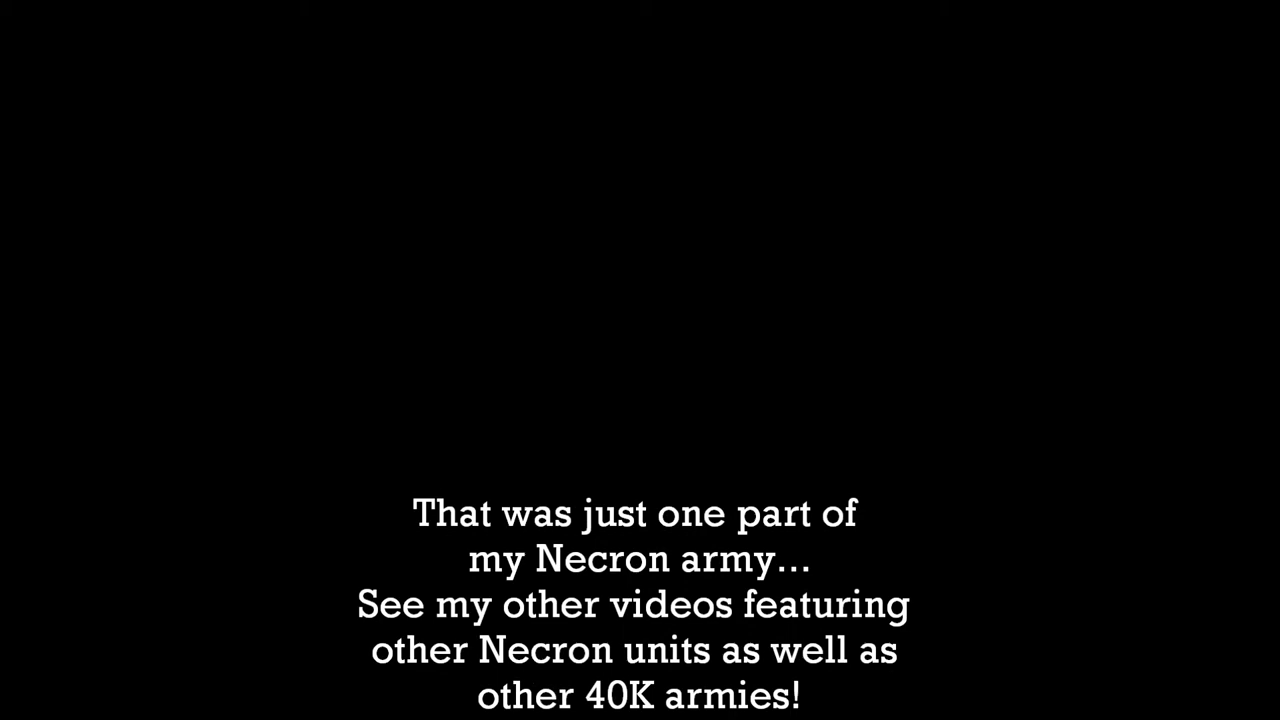 That was just one part of
my Necron army...
See my other videos featuring
other Necron units as well as
other 40K armies!